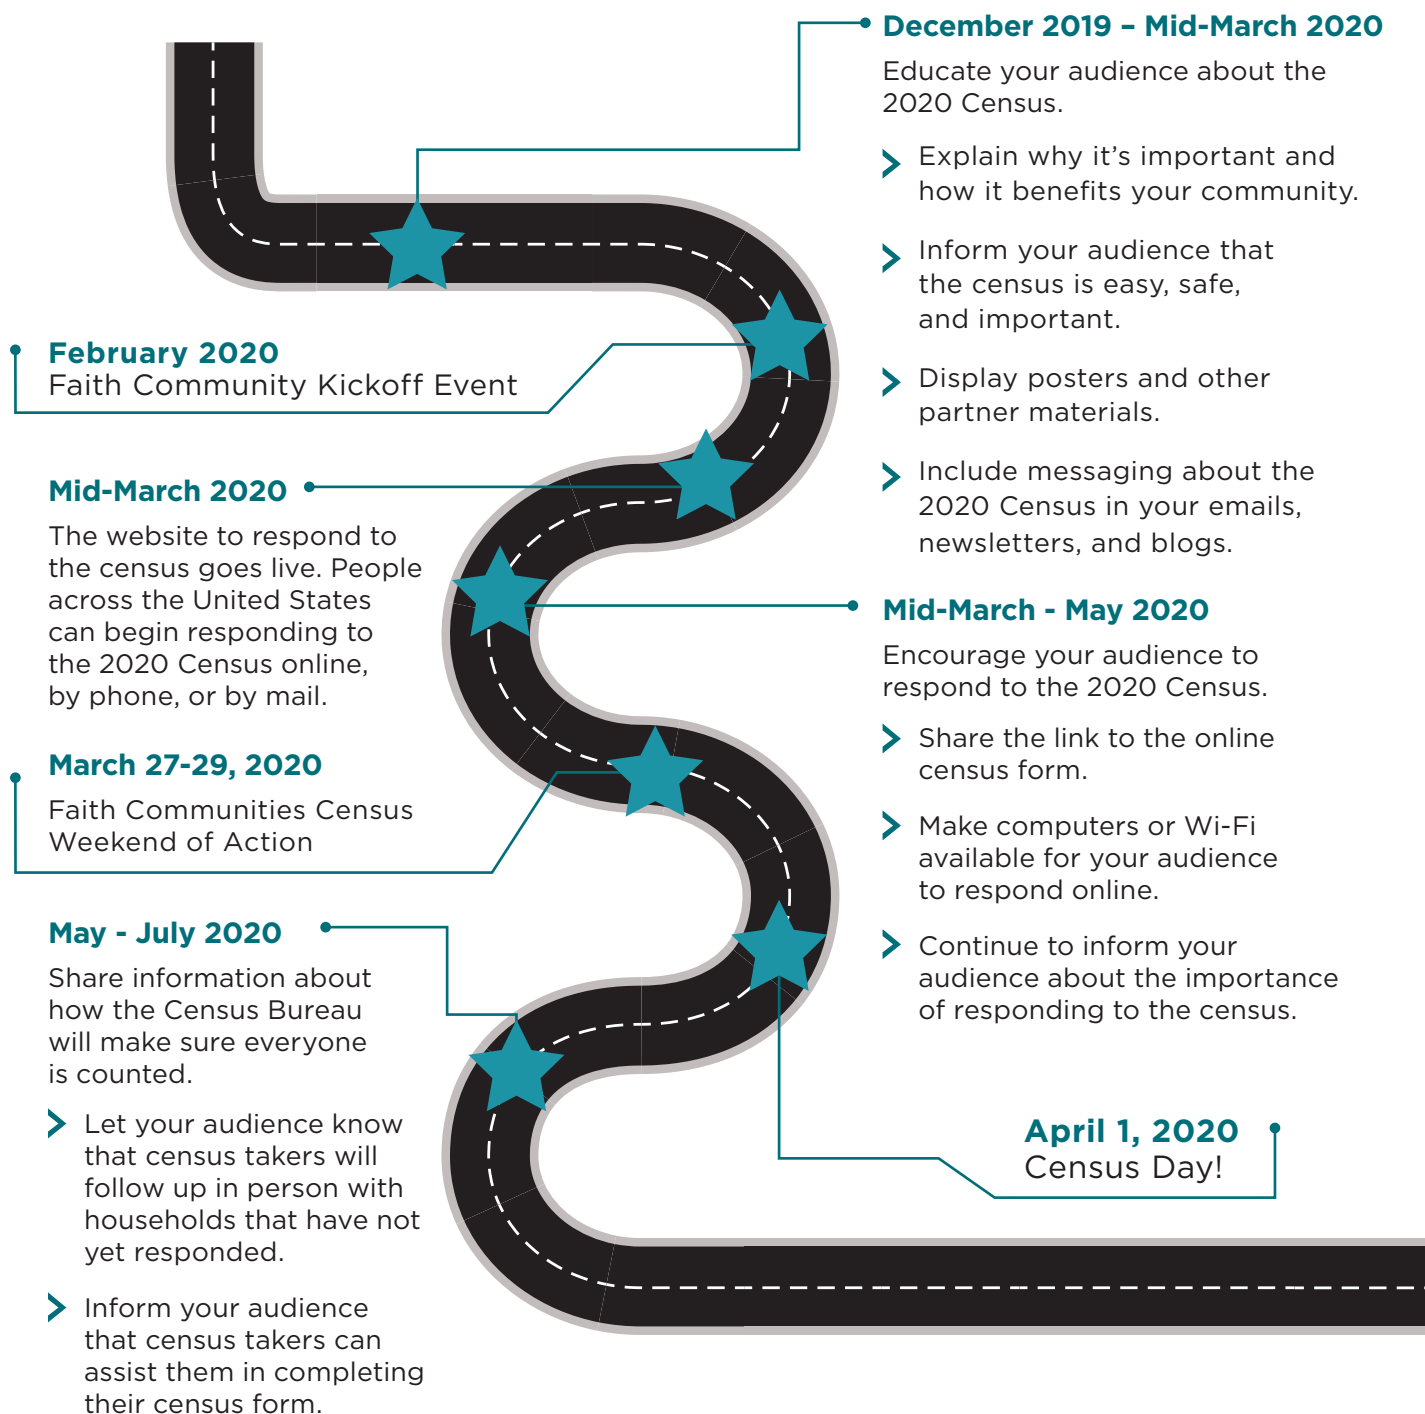 December 2019 – Mid-March 2020
Educate your audience about the
2020 Census.
Explain why it’s important and
how it benefits your community.
Inform your audience that
the census is easy, safe,
and important.
Display posters and other
partner materials.
Include messaging about the
2020 Census in your emails,
newsletters, and blogs.
February 2020
Faith Community Kickoff Event
Mid-March 2020
The website to respond to
the census goes live. People
across the United States
can begin responding to
the 2020 Census online,
by phone, or by mail.
Mid-March - May 2020
Encourage your audience to
respond to the 2020 Census.
Share the link to the online
census form.
Make computers or Wi-Fi
available for your audience
to respond online.
Continue to inform your
audience about the importance
of responding to the census.
March 27-29, 2020
Faith Communities Census
Weekend of Action
April 1, 2020
Census Day!
May - July 2020
Share information about
how the Census Bureau
will make sure everyone
is counted.
Let your audience know
that census takers will
follow up in person with
households that have not
yet responded.
Inform your audience
that census takers can
assist them in completing
their census form.